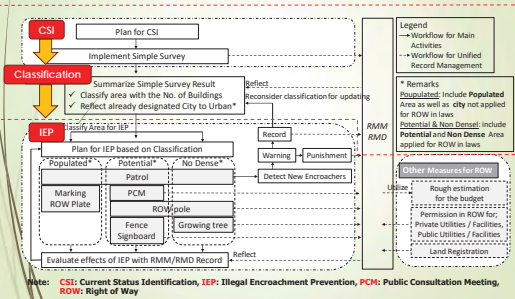 CSI
Plan for CSI
Implement Simple Survey
Classification
Summarize Simple Survey Result
✓ Classify area with the No. of Buildings
✓ Reflect already designated City to Urban*
Reflect
Reconsider classification for updating
IEP
Classify Area for IEP
Plan for IEP based on Classification
Populated*
Potential*
No Dense*
Patrol
Marking
ROW Plate
PCM
ROW pole
Fence
Signboard
Growing tree
Evaluate effects of IEP with RMM/RMD Record
Reflect
Record
Warning
Punishment
Detect New Encroachers
RMM
RMD
Legend
Workflow for Main
Activities
Workflow for Unified
Record Management
* Remarks
Poupulated: Include Populated
Area as well as city not applied
for ROW in laws
Potential & Non Densel: include
Potential and Non Dense Area
applied for ROW in laws
Other Measures for ROW
Utilize
Rough estimation
for the budget
Permission in ROW for;
Private Utilities / Facilities,
Public Utilities / Facilities
Land Registration
Note: CSI: Current Status Identification, IEP: Illegal Encroachment Prevention, PCM: Public Consultation Meeting,
ROW: Right of Way